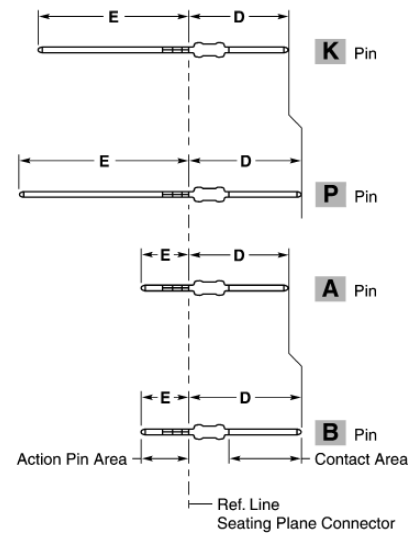 E D
K Pin
E D
P Pin
E D
A Pin
E D
B Pin
Action Pin Area Contact Area
Ref. Line
Seating Plane Connector